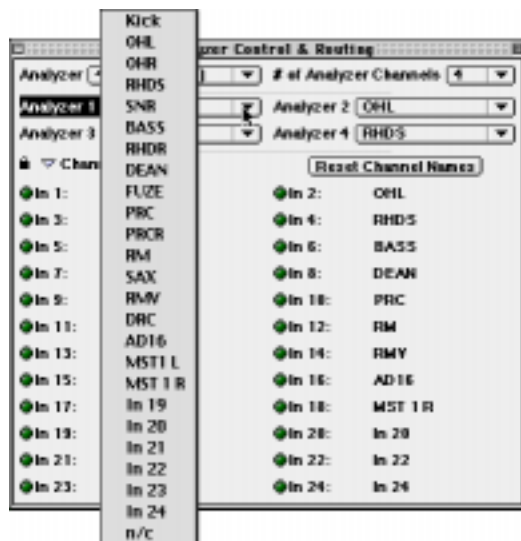 Kick
OHL
OHR
RHDS
SNR
BASS
RHDR
DEAN
FUZE
PRC
PRCR
RM
SAX
RMV
DRC
AD16
MST1 L
MST 1 R
In 19
In 20
In 21
In 22
In 23
In 24
n/c
zer Control & Routing
Analyzer # of Analyzer Channels 4
Analyzer 1 Analyzer 2 OHL
Analyzer 3 Analyzer 4 RHDS
Chan Reset Channel Names
In 1: In 2: OHL
In 3: In 4: RHDS
In 5: In 6: BASS
In 7: In 8: DEAN
In 9: In 10: PRC
In 11: In 12: RM
In 13: In 14: RMV
In 15: In 16: AD16
In 17: In 18: MST 1 R
In 19: In 20: In 20
In 21: In 22: In 22
In 23: In 24: In 24